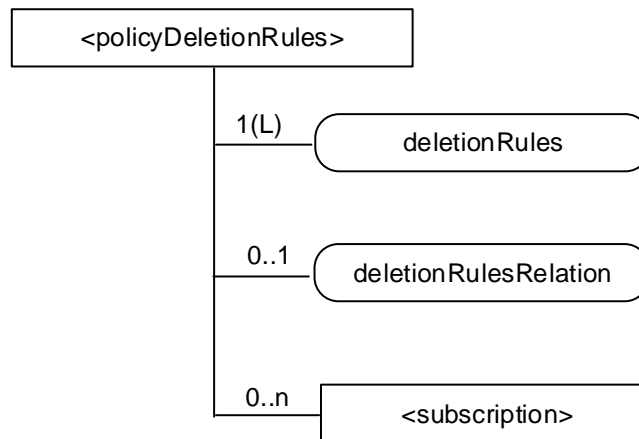 <policyDeletionRules>
1(L)
deletionRules
0..1
deletionRulesRelation
0..n
<subscription>